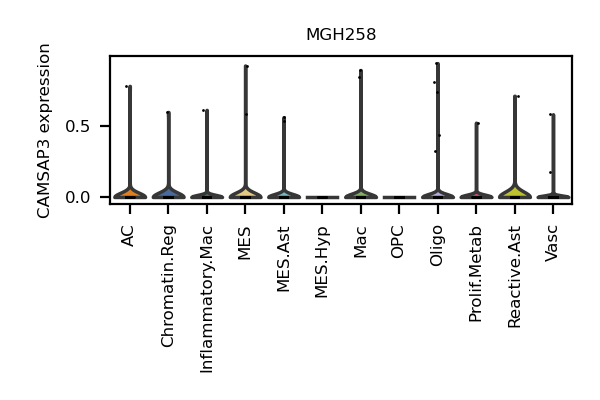 MGH258
CAMSAP3 expression
0.5
0.0
AC
Chromatin.Reg
Inflammatory.Mac
MES
MES.Ast
MES.Hyp
Mac
OPC
Oligo
Prolif.Metab
Reactive.Ast
Vasc